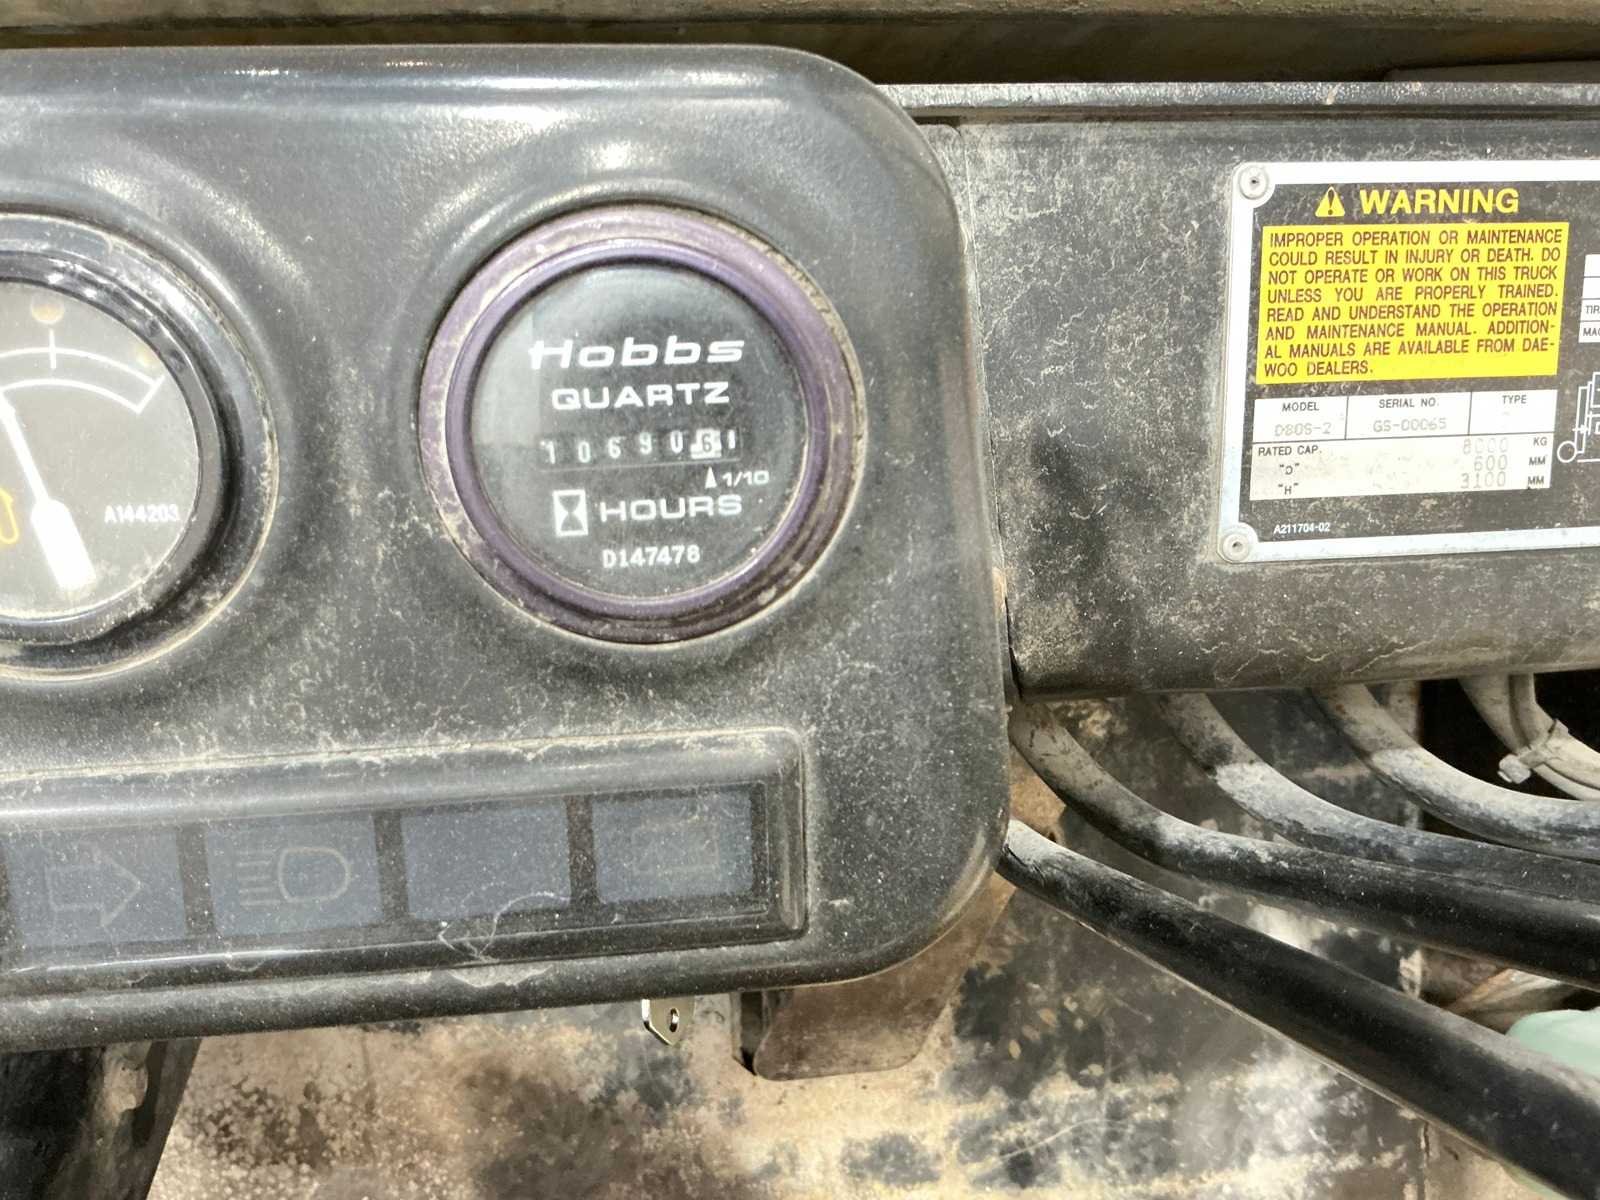 Hobbs
QUARTZ
1/10
HOURS
D147478
A144203
WARNING
IMPROPER OPERATION OR MAINTENANCE
COULD RESULT IN INJURY OR DEATH. DO
NOT OPERATE OR WORK ON THIS TRUCK
UNLESS YOU ARE PROPERLY TRAINED.
READ AND UNDERSTAND THE OPERATION
AND MAINTENANCE MANUAL. ADDITION-
AL MANUALS ARE AVAILABLE FROM DAE-
WOO DEALERS.
MODEL SERIAL NO. TYPE
D80S-2 GS-00065
RATED CAP. 8000 KG
"D" 600 MM
"H" 3100 MM
A211704-02